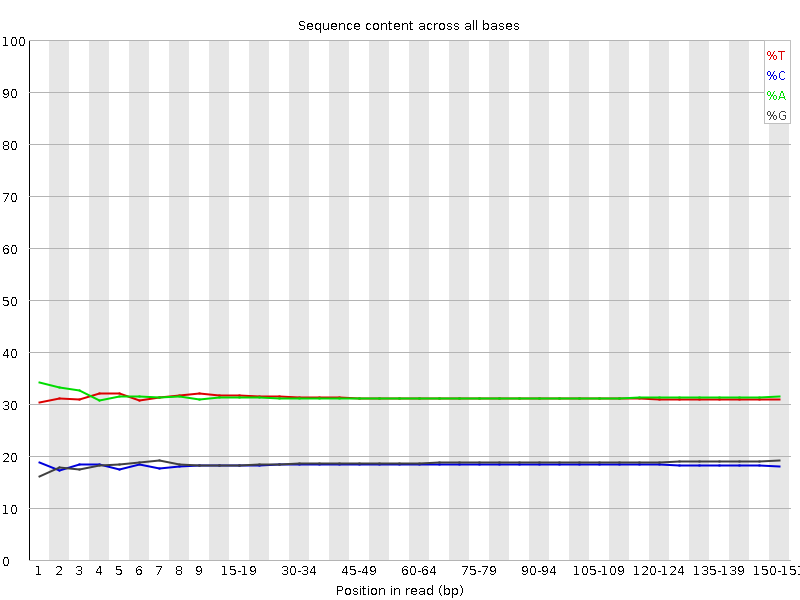 Sequence content across all bases
100
90
80
70
60
50
40
30
20
10
0
%T
%C
%A
%G
1 2 3 4 5 6 7 8 9 15-19 30-34 45-49 60-64 75-79 90-94 105-109 120-124 135-139 150-151
Position in read (bp)